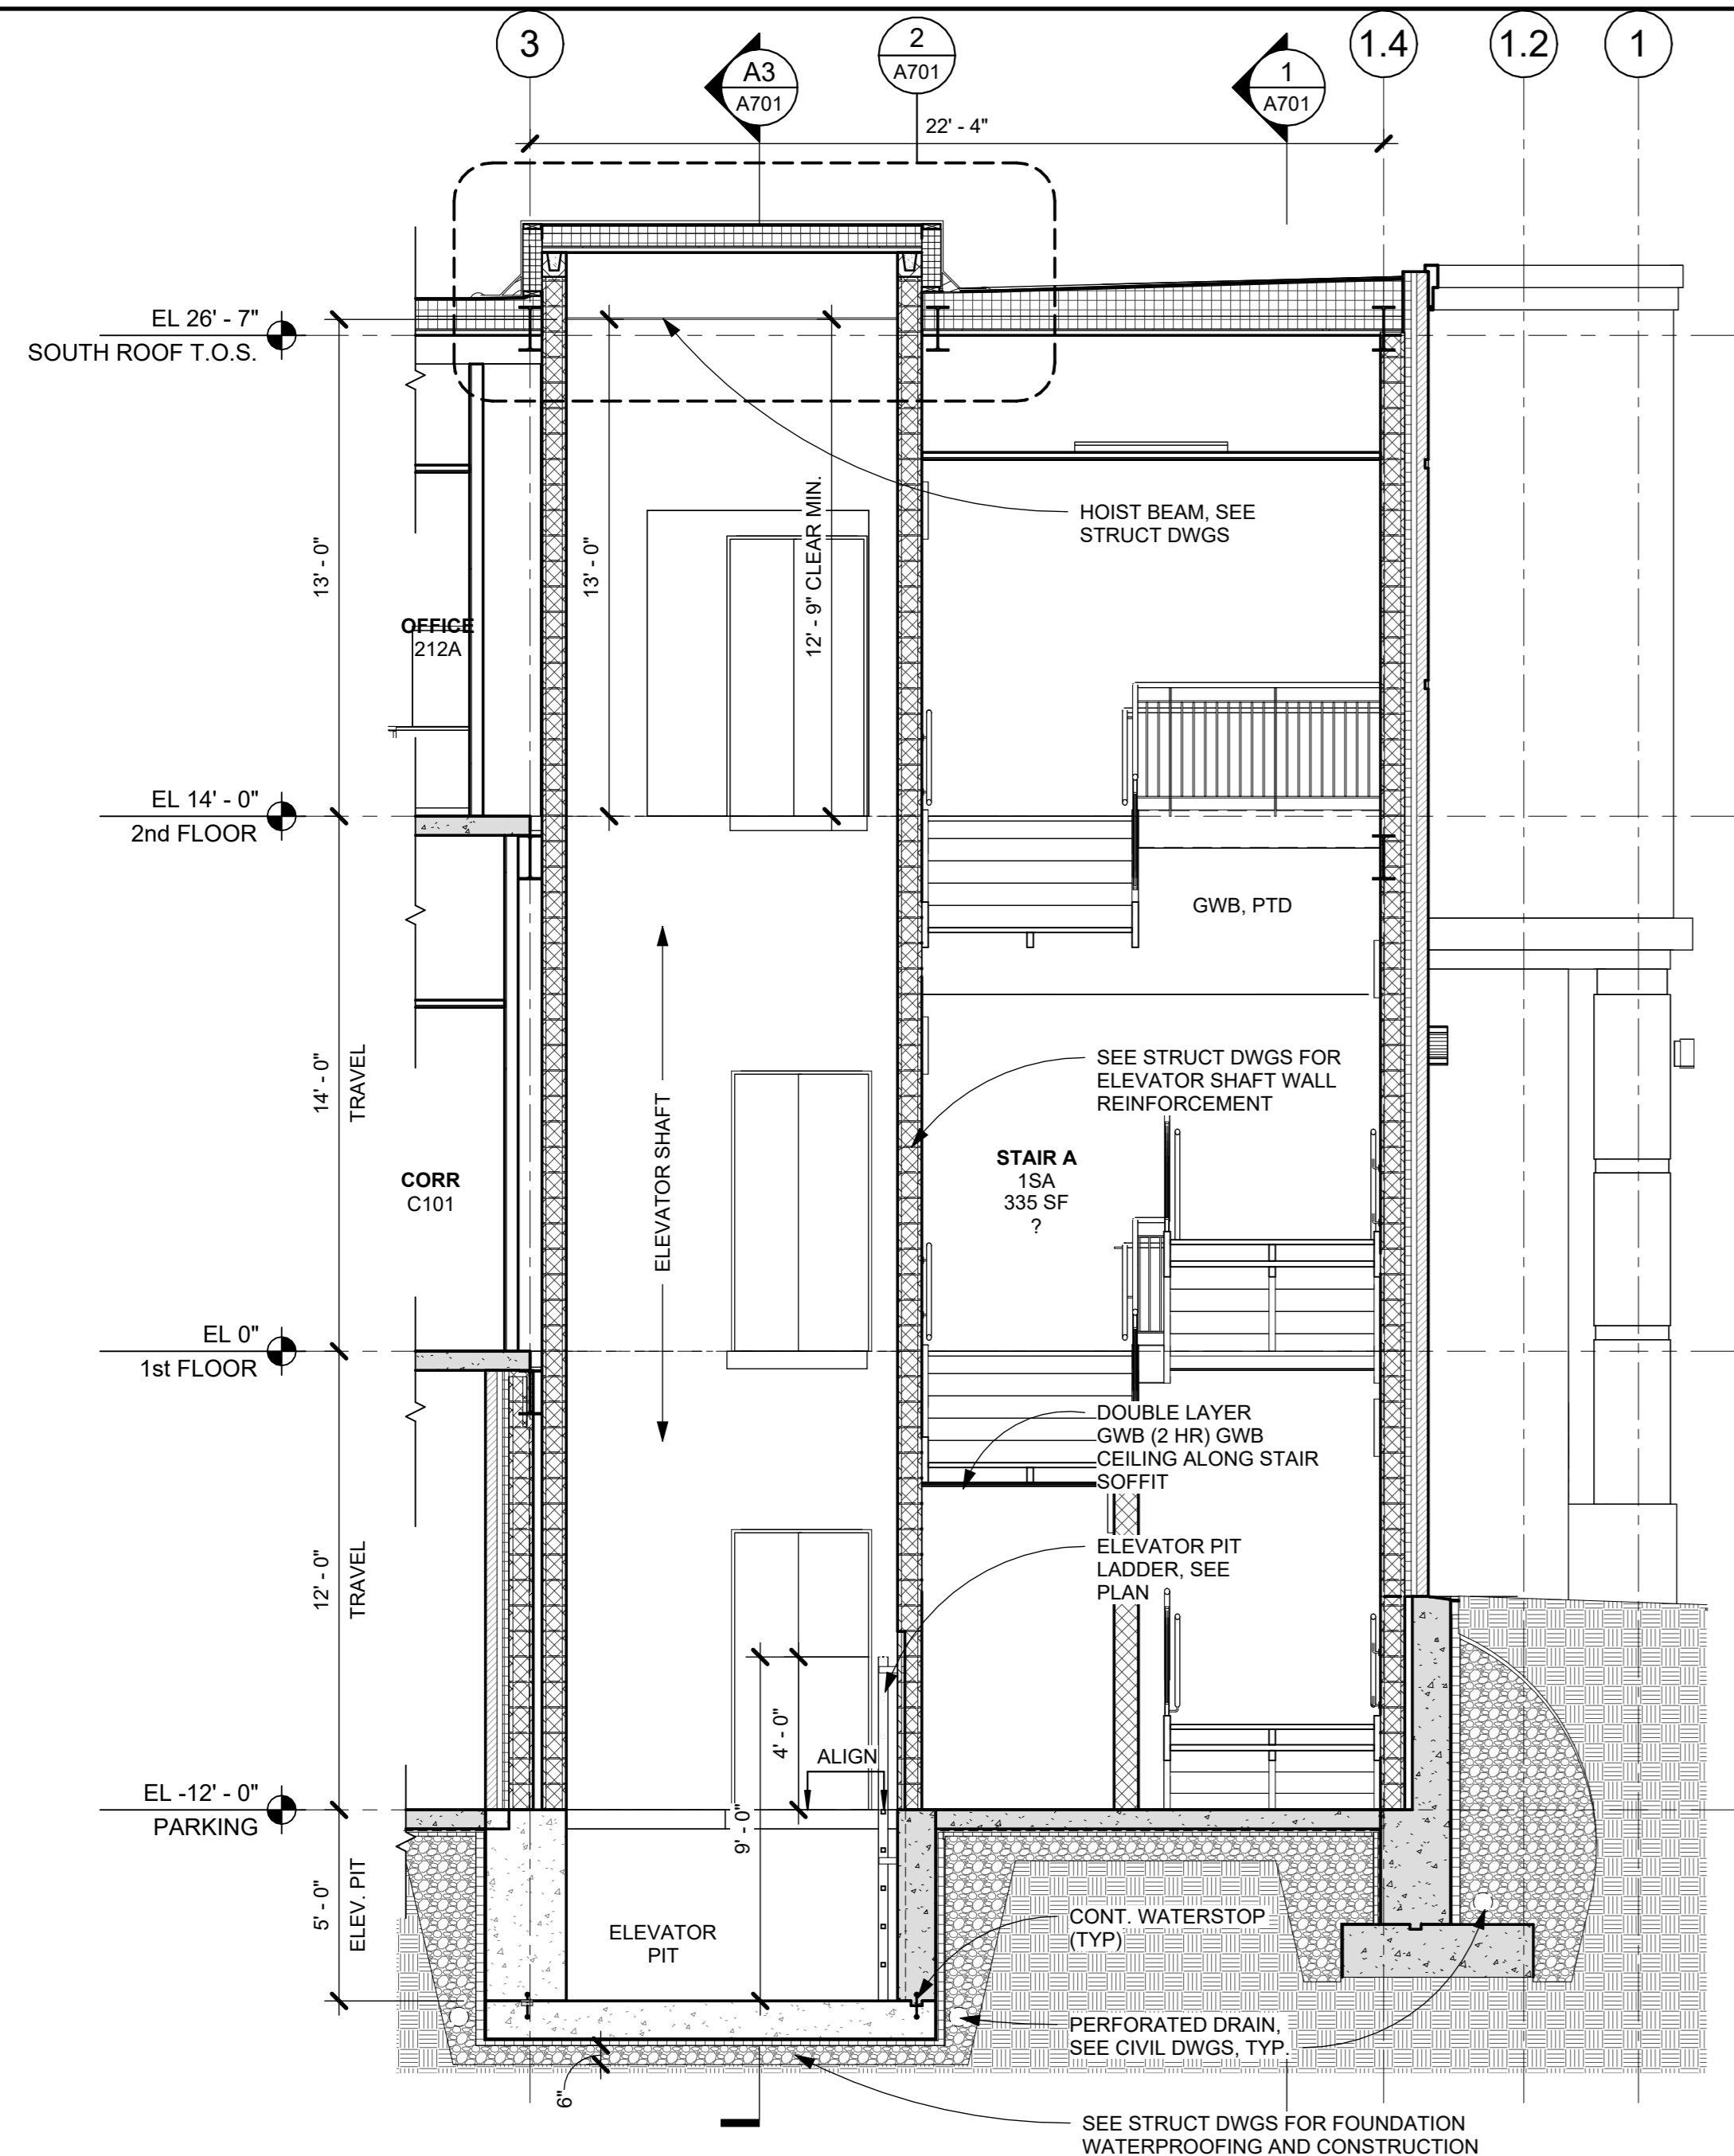 3
A3
A701
2
A701
1
A701
1.4
1.2
1
22' - 4"
EL 26' - 7"
SOUTH ROOF T.O.S.
HOIST BEAM, SEE
STRUCT DWGS
13' - 0"
13' - 0"
12' - 9" CLEAR MIN.
OFFICE
212A
EL 14' - 0"
2nd FLOOR
GWB, PTD
14' - 0"
TRAVEL
ELEVATOR SHAFT
SEE STRUCT DWGS FOR
ELEVATOR SHAFT WALL
REINFORCEMENT
STAIR A
1SA
335 SF
?
CORR
C101
EL 0"
1st FLOOR
DOUBLE LAYER
GWB (2 HR) GWB
CEILING ALONG STAIR
SOFFIT
12' - 0"
TRAVEL
ELEVATOR PIT
LADDER, SEE
PLAN
4' - 0"
ALIGN
9' - 0"
EL -12' - 0"
PARKING
5' - 0"
ELEV. PIT
ELEVATOR
PIT
CONT. WATERSTOP
(TYP)
PERFORATED DRAIN,
SEE CIVIL DWGS, TYP.
6"
SEE STRUCT DWGS FOR FOUNDATION
WATERPROOFING AND CONSTRUCTION